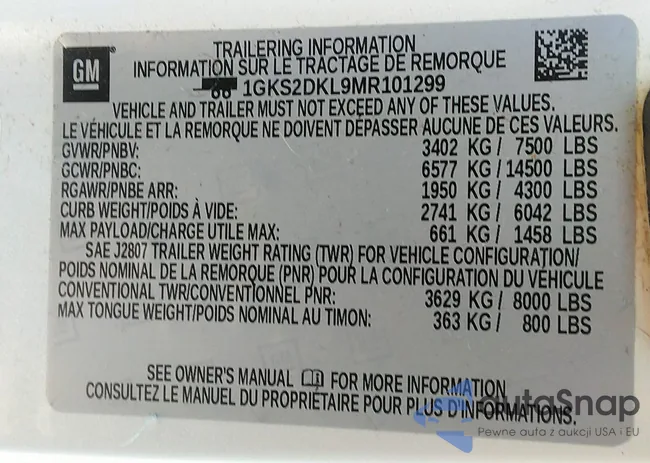 GM
TRAILERING INFORMATION
INFORMATION SUR LE TRACTAGE DE REMORQUE
1GKS2DKL9MR101299
VEHICLE AND TRAILER MUST NOT EXCEED ANY OF THESE VALUES.
LE VÉHICULE ET LA REMORQUE NE DOIVENT DÉPASSER AUCUNE DE CES VALEURS.
GVWR/PNBV: 3402 KG / 7500 LBS
GCWR/PNBC: 6577 KG / 14500 LBS
RGAWR/PNBE ARR: 1950 KG / 4300 LBS
CURB WEIGHT/POIDS À VIDE: 2741 KG / 6042 LBS
MAX PAYLOAD/CHARGE UTILE MAX: 661 KG / 1458 LBS
SAE J2807 TRAILER WEIGHT RATING (TWR) FOR VEHICLE CONFIGURATION/
POIDS NOMINAL DE LA REMORQUE (PNR) POUR LA CONFIGURATION DU VÉHICULE
CONVENTIONAL TWR/CONVENTIONNEL PNR: 3629 KG / 8000 LBS
MAX TONGUE WEIGHT/POIDS NOMINAL AU TIMON: 363 KG / 800 LBS
SEE OWNER'S MANUAL FOR MORE INFORMATION
CONSULTEZ LE MANUEL DU PROPRIÉTAIRE POUR PLUS D'INFORMATIONS.
autoSnap
Pewne auta z aukcji USA i EU